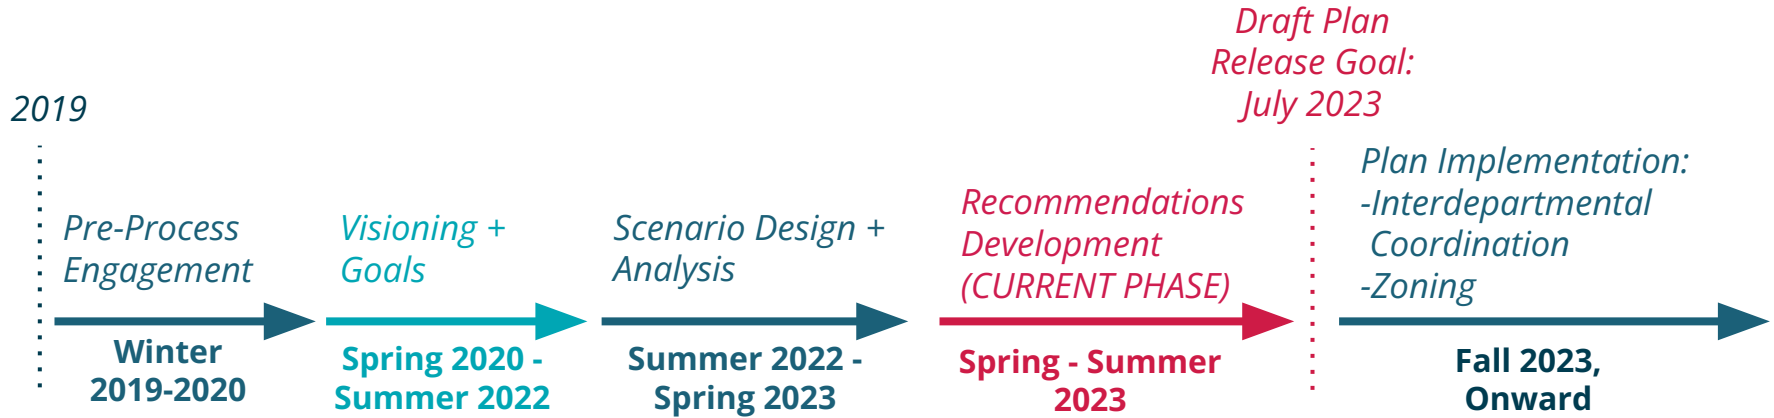 2019
Pre-Process
Engagement
Winter
2019-2020
Visioning +
Goals
Spring 2020 -
Summer 2022
Scenario Design +
Analysis
Summer 2022 -
Spring 2023
Recommendations
Development
(CURRENT PHASE)
Spring - Summer
2023
Draft Plan
Release Goal:
July 2023
Plan Implementation:
-Interdepartmental
Coordination
-Zoning
Fall 2023,
Onward